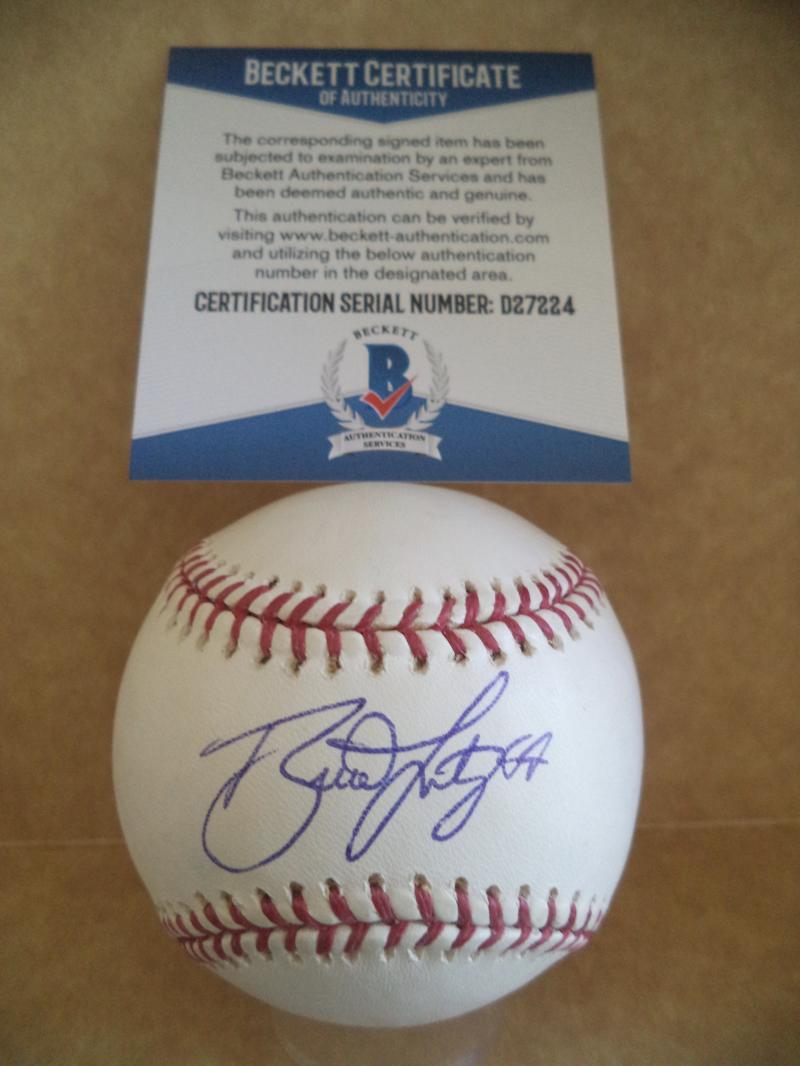 BECKETT CERTIFICATE
OF AUTHENTICITY
The corresponding signed item has been
subjected to examination by an expert from
Beckett Authentication Services and has
been deemed authentic and genuine.
This authentication can be verified by
visiting www.beckett-authentication.com
and utilizing the below authentication
number in the designated area.
CERTIFICATION SERIAL NUMBER: D27224
BECKETT
B
AUTHENTICATION
SERVICES